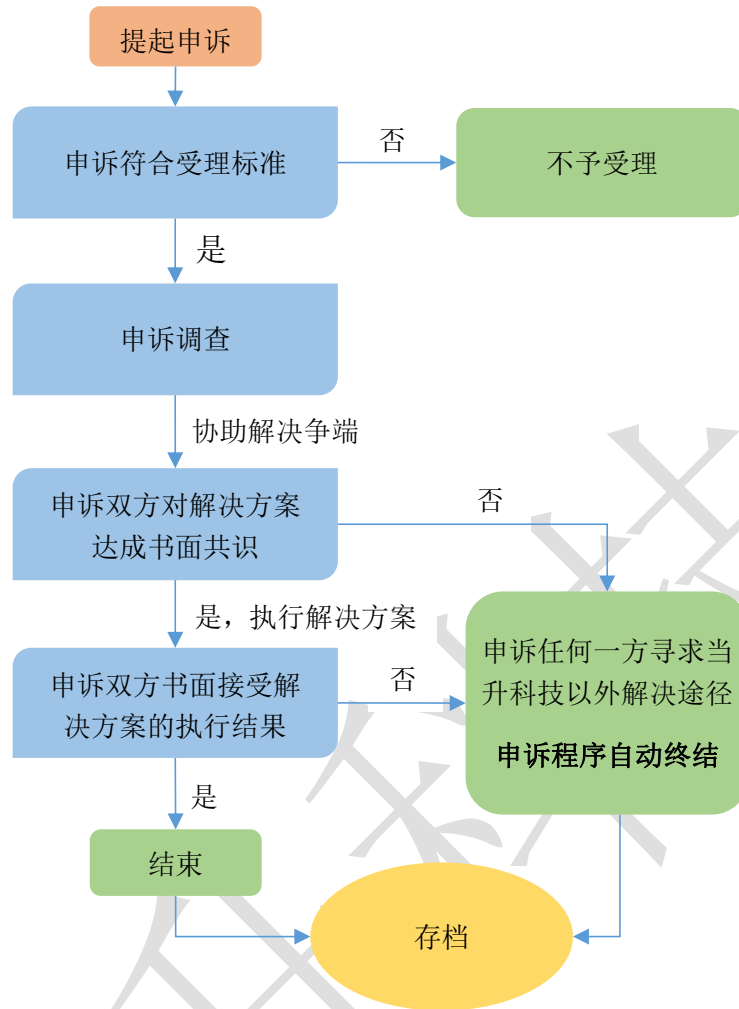 提起申诉
申诉符合受理标准
否
不予受理
是
申诉调查
协助解决争端
申诉双方对解决方案
达成书面共识
否
是，执行解决方案
申诉双方书面接受解
决方案的执行结果
否
申诉任何一方寻求当
升科技以外解决途径
申诉程序自动终结
是
结束
存档